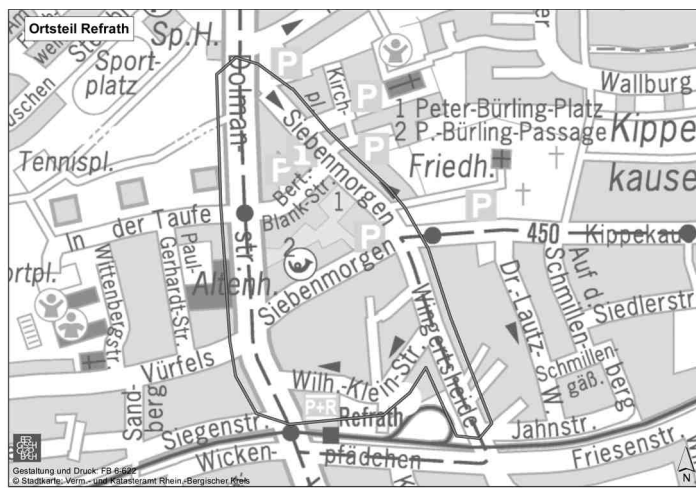 Ortsteil Refrath
Sp.H.
Sport-
platz
Tennispl.
In der Taufe
Wittenbergstr.
Paul-
Gerhardt-Str.
Altenh.
Dolman-
str.
P
Kirch-
pl.
P
Siebenmorgen
P
Bert-
Blank-Str.
1
2
P
P
Siebenmorgen
1 Peter-Bürling-Platz
2 P.-Bürling-Passage
Friedh.
P
Wallburg
Kippe
kause
450
Kippekau
Wingertsheide
Dr.-Lautz-
Schmillen-
Auf d.
berg
Siedlerstr
Schmillen-
gäß.
S.W.
Vürfels
Sand-
berg
Wilh.-Klein-Str.
P+R
Refrath
Siegenstr.
Wicken-
pfädchen
Jahnstr.
Friesenstr.
Gestaltung und Druck: FB 6-622
© Stadtkarte: Verm.- und Katasteramt Rhein.-Bergischer Kreis
N